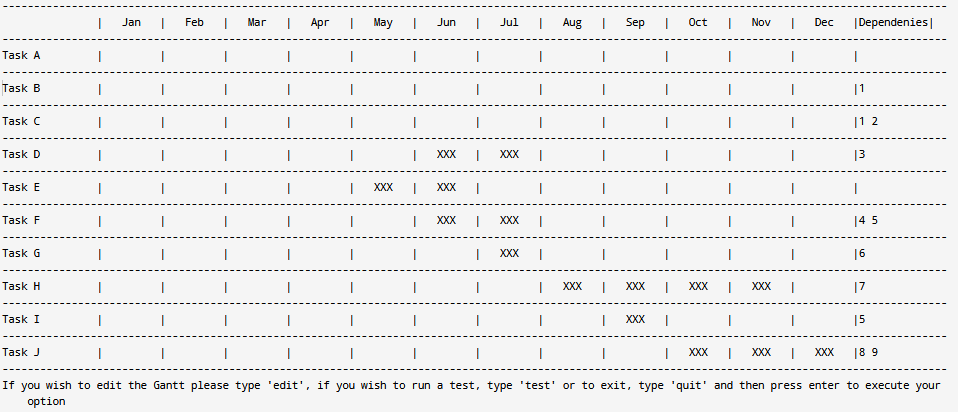 ---------------------------------------------------------------
| Jan | Feb | Mar | Apr | May | Jun | Jul | Aug | Sep | Oct | Nov | Dec |Dependenies|
---------------------------------------------------------------
Task A | | | | | | | | | | | | |
---------------------------------------------------------------
Task B | | | | | | | | | | | | |1
---------------------------------------------------------------
Task C | | | | | | | | | | | | |1 2
---------------------------------------------------------------
Task D | | | | | | XXX | XXX | | | | | |3
---------------------------------------------------------------
Task E | | | | | XXX | XXX | | | | | | |
---------------------------------------------------------------
Task F | | | | | | XXX | XXX | | | | | |4 5
---------------------------------------------------------------
Task G | | | | | | | XXX | | | | | |6
---------------------------------------------------------------
Task H | | | | | | | | XXX | XXX | XXX | XXX | |7
---------------------------------------------------------------
Task I | | | | | | | | | XXX | | | |5
---------------------------------------------------------------
Task J | | | | | | | | | | XXX | XXX | XXX |8 9
---------------------------------------------------------------
If you wish to edit the Gantt please type 'edit', if you wish to run a test, type 'test' or to exit, type 'quit' and then press enter to execute your
option